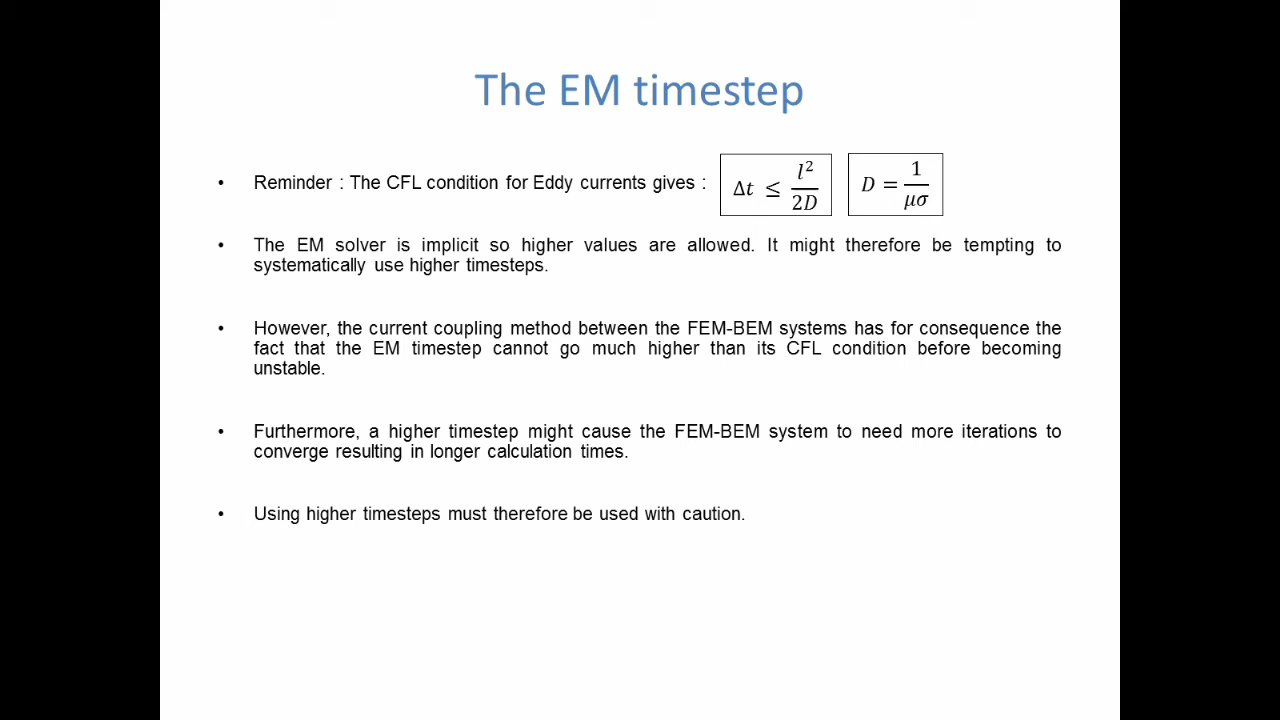 The EM timestep
• Reminder : The CFL condition for Eddy currents gives : Δt ≤ l²/2D D = 1/μσ
• The EM solver is implicit so higher values are allowed. It might therefore be tempting to
systematically use higher timesteps.
• However, the current coupling method between the FEM-BEM systems has for consequence the
fact that the EM timestep cannot go much higher than its CFL condition before becoming
unstable.
• Furthermore, a higher timestep might cause the FEM-BEM system to need more iterations to
converge resulting in longer calculation times.
• Using higher timesteps must therefore be used with caution.